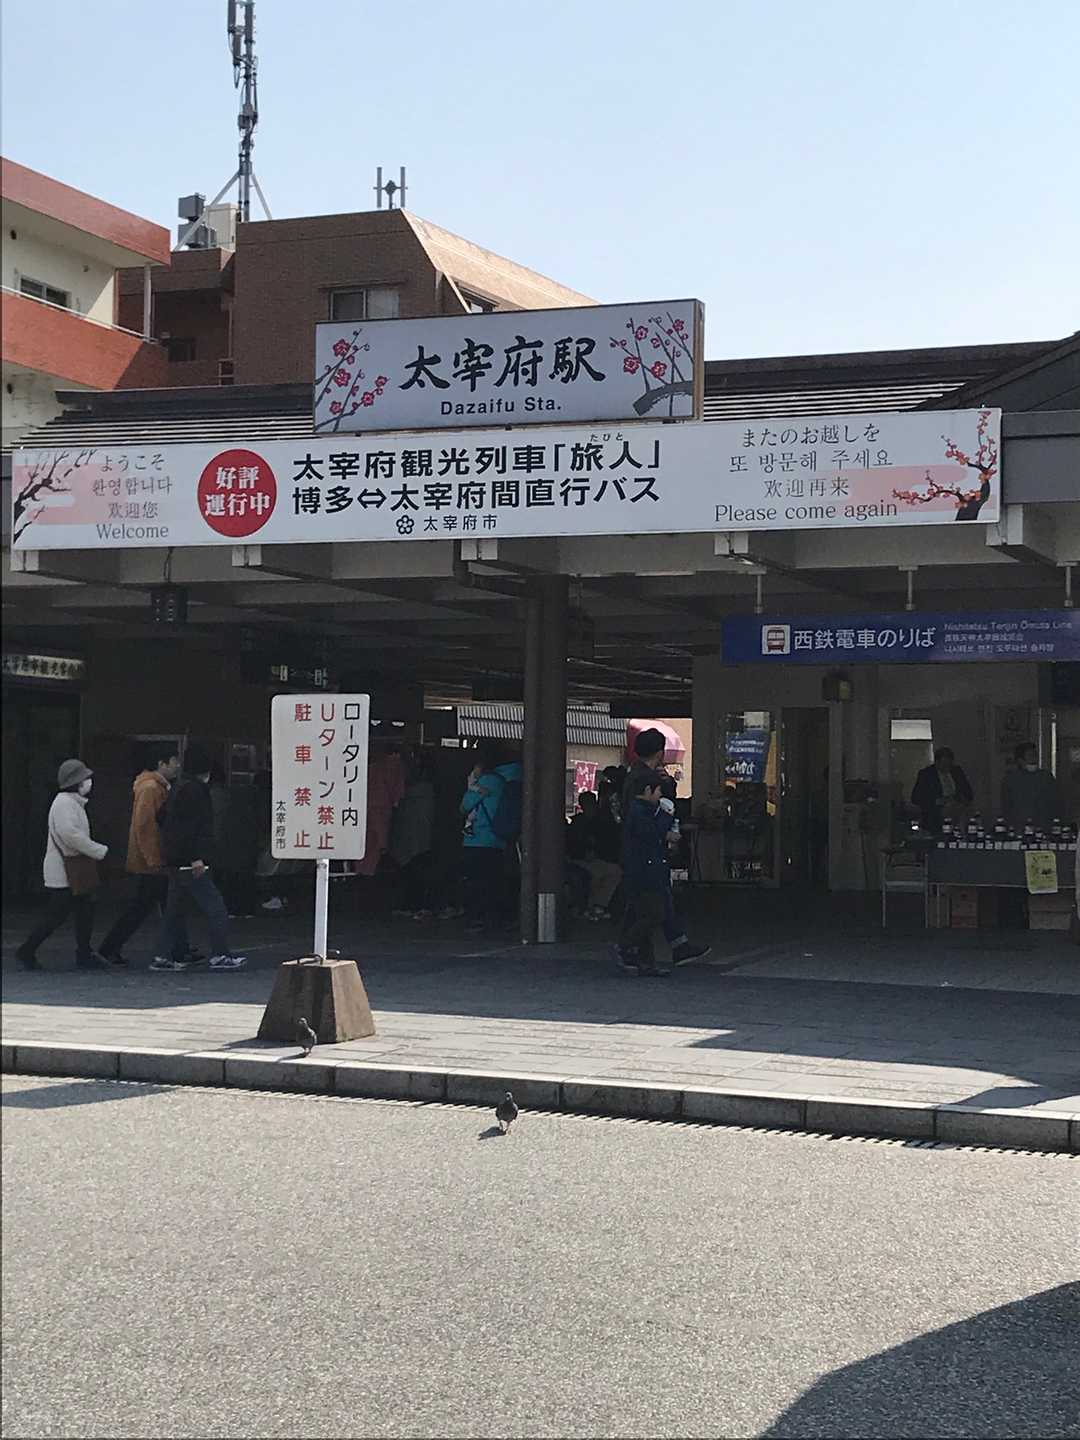 太宰府駅
Dazaifu Sta.
ようこそ
환영합니다
欢迎您
Welcome
好評
運行中
太宰府観光列車「旅人」
たびと
博多⇔太宰府間直行バス
太宰府市
またのお越しを
또 방문해 주세요
欢迎再来
Please come again
西鉄電車のりば
Nishitetsu Tenjin Ōmuta Line
ロータリー内
Uターン禁止
駐車禁止
太宰府市